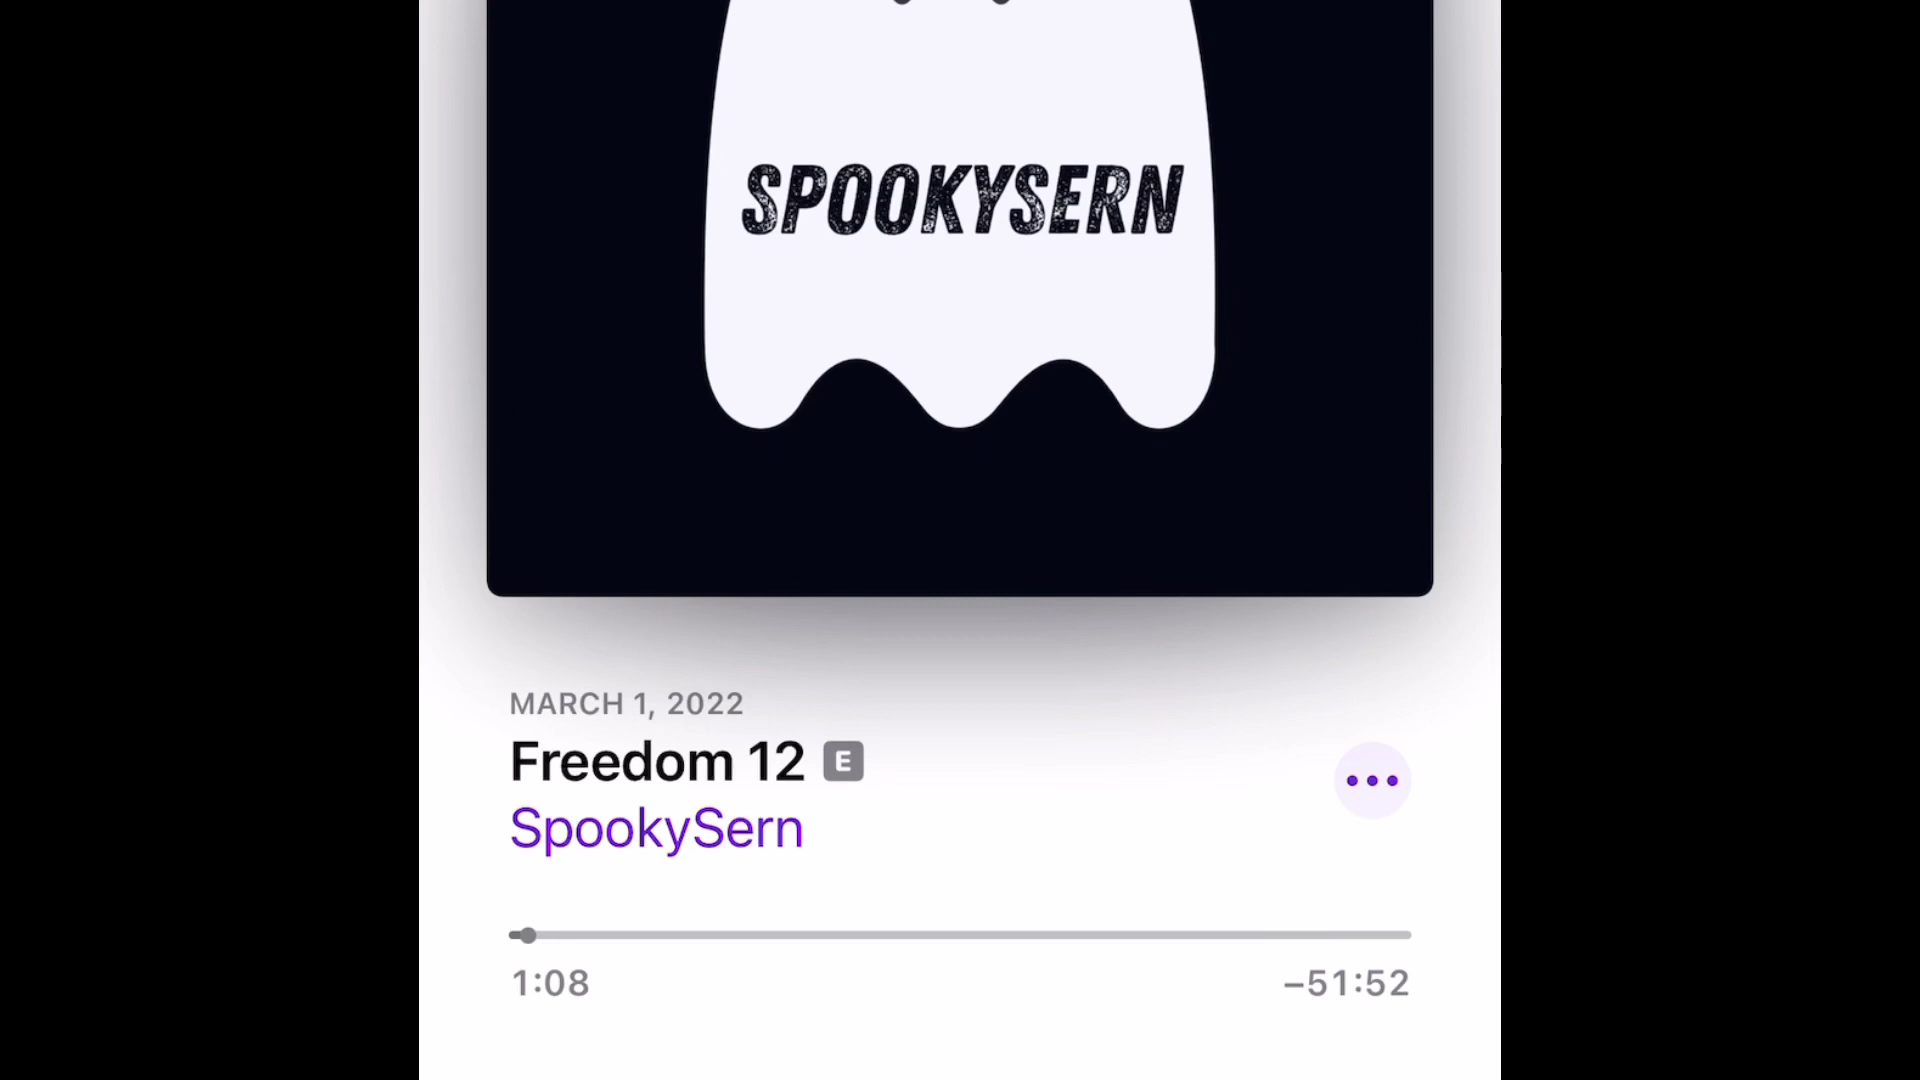 SPOOKYSERN
MARCH 1, 2022
Freedom 12 E
SpookySern
1:08
–51:52